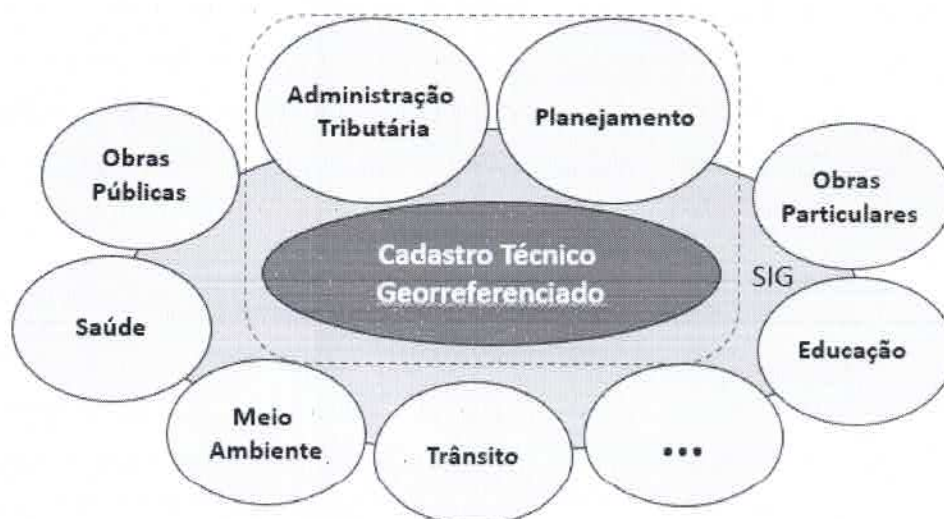 Administração
Tributária
Planejamento
Obras
Públicas
Obras
Particulares
Cadastro Técnico
Georreferenciado
SIG
Saúde
Educação
Meio
Ambiente
Trânsito
...